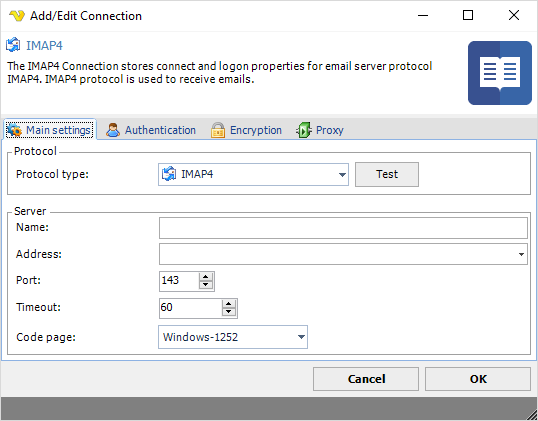 Add/Edit Connection
IMAP4
The IMAP4 Connection stores connect and logon properties for email server protocol
IMAP4. IMAP4 protocol is used to receive emails.
Main settings Authentication Encryption Proxy
Protocol
Protocol type: IMAP4 Test
Server
Name:
Address:
Port: 143
Timeout: 60
Code page: Windows-1252
Cancel OK